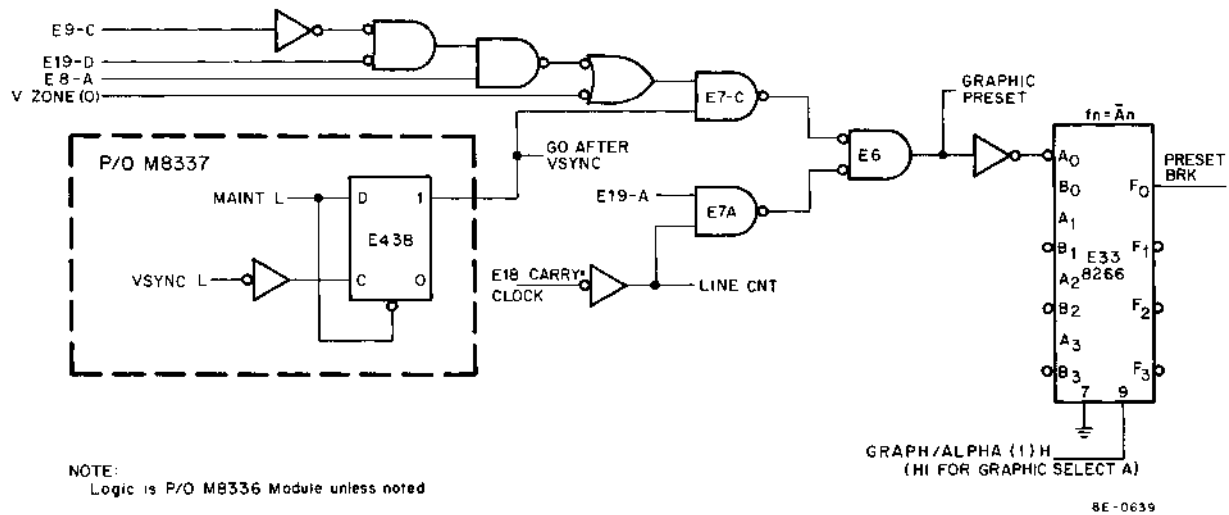 E9-C
E19-D
E8-A
V ZONE (0)
E7-C
GRAPHIC
PRESET
fn=Ān
P/O M8337
GO AFTER
VSYNC
E6
A0
B0
A1
B1
A2
B2
A3
B3
F0
F1
F2
F3
E33
8266
7 9
PRESET
BRK
MAINT L
D 1
E43B
C 0
VSYNC L
E19-A
E7A
E18 CARRY
CLOCK
LINE CNT
GRAPH/ALPHA (1) H
(HI FOR GRAPHIC SELECT A)
NOTE:
Logic is P/O M8336 Module unless noted
8E-0639